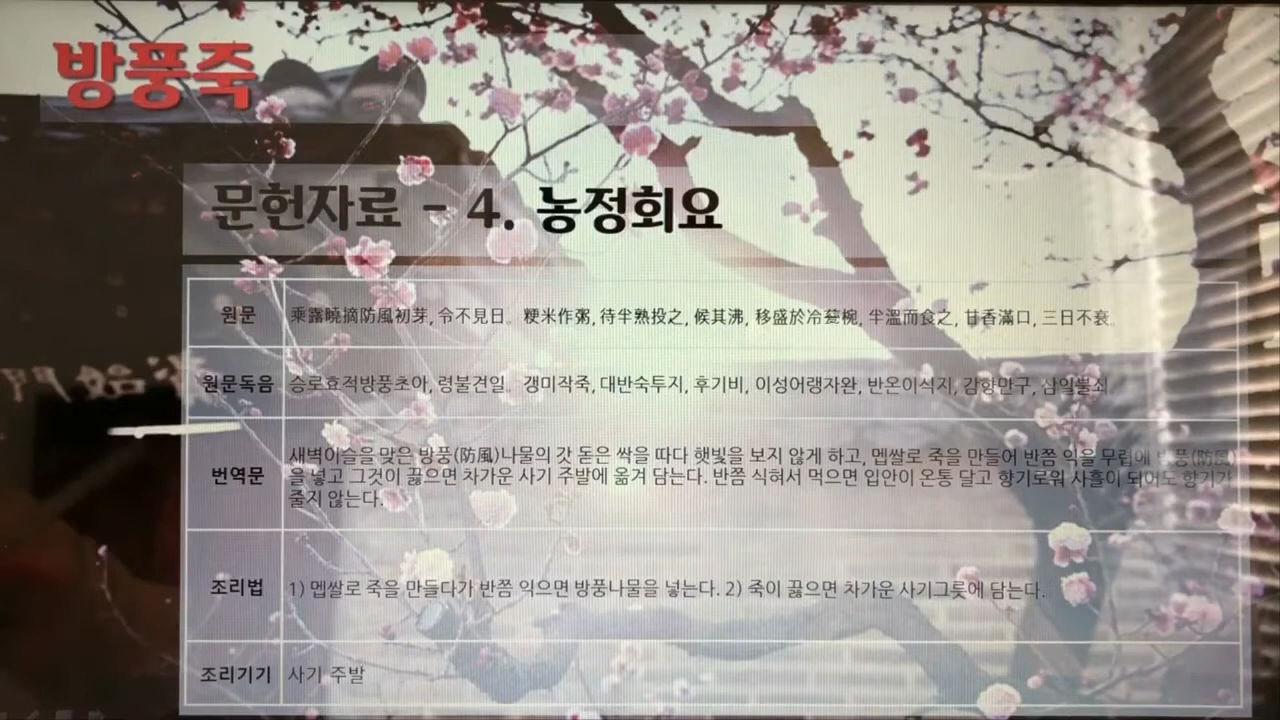 방풍죽
문헌자료 - 4. 농정회요
원문 乘露曉摘防風初芽, 令不見日。 粳米作粥, 待半熟投之, 候其沸, 移盛於冷甆椀, 半溫而食之, 甘香滿口, 三日不衰。
원문독음 승로효적방풍초아, 령불견일。 갱미작죽, 대반숙투지, 후기비, 이성어랭자완, 반온이식지, 감향만구, 삼일불쇠。
번역문 새벽이슬을 맞은 방풍(防風)나물의 갓 돋은 싹을 따다 햇빛을 보지 않게 하고, 멥쌀로 죽을 만들어 반쯤 익을 무렵에 방풍(防風)
을 넣고 그것이 끓으면 차가운 사기 주발에 옮겨 담는다. 반쯤 식혀서 먹으면 입안이 온통 달고 향기로워 사흘이 되어도 향기가
줄지 않는다.
조리법 1) 멥쌀로 죽을 만들다가 반쯤 익으면 방풍나물을 넣는다. 2) 죽이 끓으면 차가운 사기그릇에 담는다.
조리기기 사기 주발